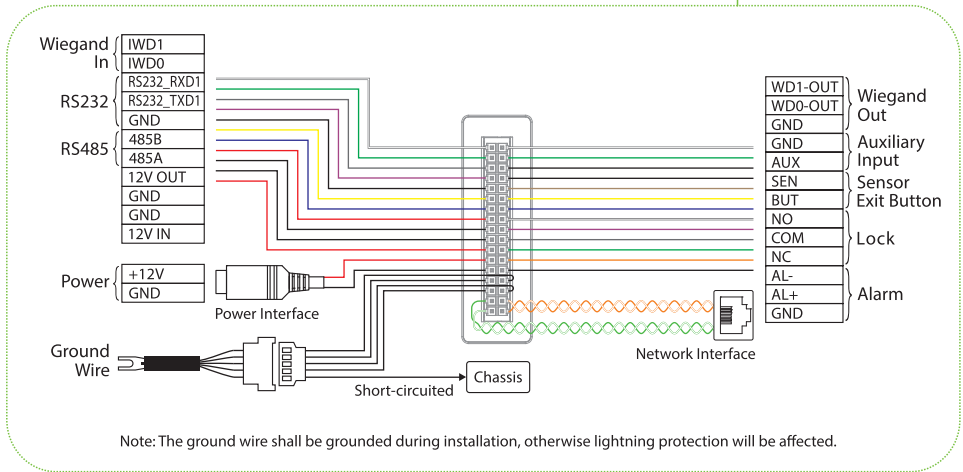 Wiegand
In
IWD1
IWD0
RS232
RS232_RXD1
RS232_TXD1
GND
RS485
485B
485A
12V OUT
GND
GND
12V IN
Power
+12V
GND
Power Interface
Ground
Wire
Short-circuited
Chassis
Network Interface
WD1-OUT
WD0-OUT
GND
Wiegand
Out
GND
AUX
Auxiliary
Input
SEN
BUT
Sensor
Exit Button
NO
COM
NC
Lock
AL-
AL+
GND
Alarm
Note: The ground wire shall be grounded during installation, otherwise lightning protection will be affected.